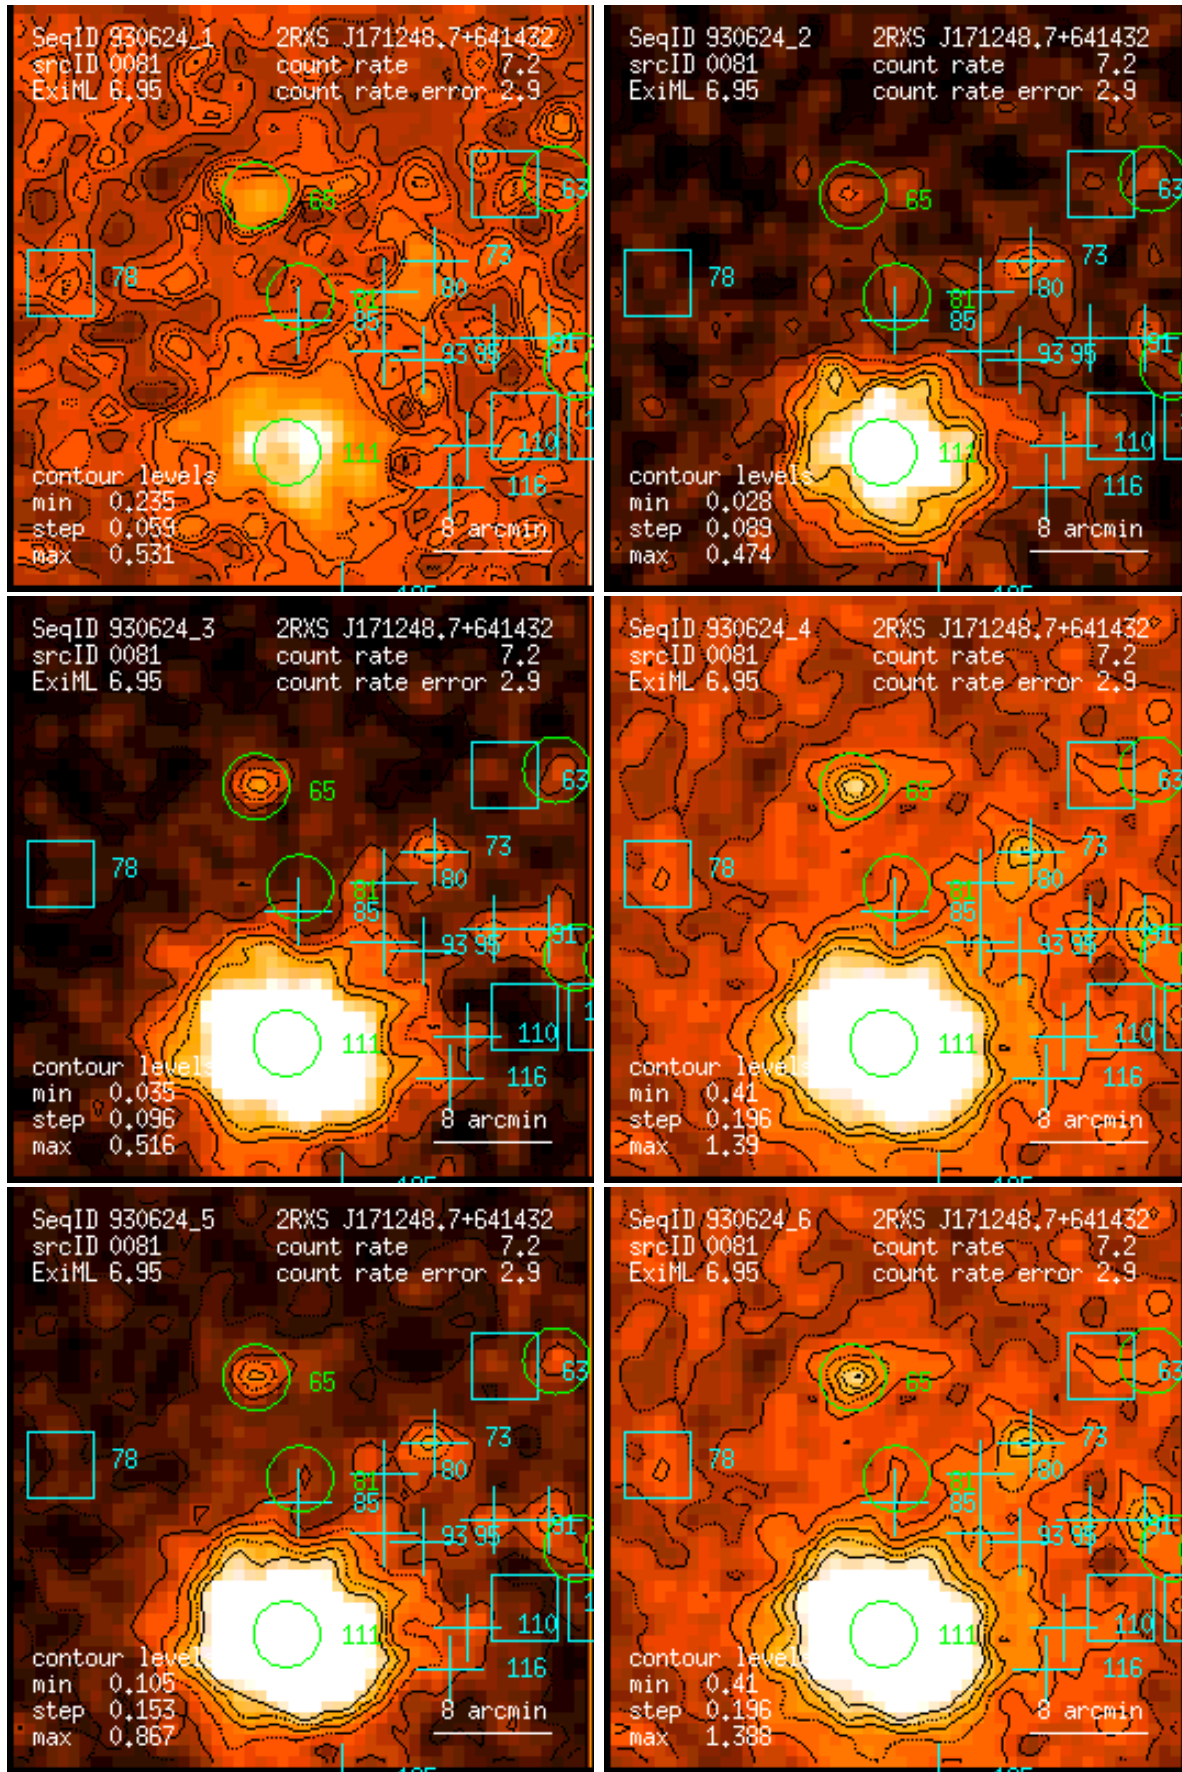 SeqID 930624_1 2RXS J171248.7+641432
srcID 0081 count rate 7.2
ExiML 6.95 count rate error 2.9
65
63
78
73
80
81
85
93 95
91
111
110
116
contour levels
min 0.235
step 0.059
max 0.531
8 arcmin
SeqID 930624_2 2RXS J171248.7+641432
srcID 0081 count rate 7.2
ExiML 6.95 count rate error 2.9
65
63
78
73
80
81
85
93 95
91
111
110
116
contour levels
min 0.028
step 0.089
max 0.474
8 arcmin
SeqID 930624_3 2RXS J171248.7+641432
srcID 0081 count rate 7.2
ExiML 6.95 count rate error 2.9
65
63
78
73
80
81
85
93 95
91
111
110
116
contour levels
min 0.035
step 0.096
max 0.516
8 arcmin
SeqID 930624_4 2RXS J171248.7+641432
srcID 0081 count rate 7.2
ExiML 6.95 count rate error 2.9
65
63
78
73
80
81
85
93 95
91
111
110
116
contour levels
min 0.41
step 0.196
max 1.39
8 arcmin
SeqID 930624_5 2RXS J171248.7+641432
srcID 0081 count rate 7.2
ExiML 6.95 count rate error 2.9
65
63
78
73
80
81
85
93 95
91
111
110
116
contour levels
min 0.105
step 0.153
max 0.867
8 arcmin
SeqID 930624_6 2RXS J171248.7+641432
srcID 0081 count rate 7.2
ExiML 6.95 count rate error 2.9
65
63
78
73
80
81
85
93 95
91
111
110
116
contour levels
min 0.41
step 0.196
max 1.388
8 arcmin